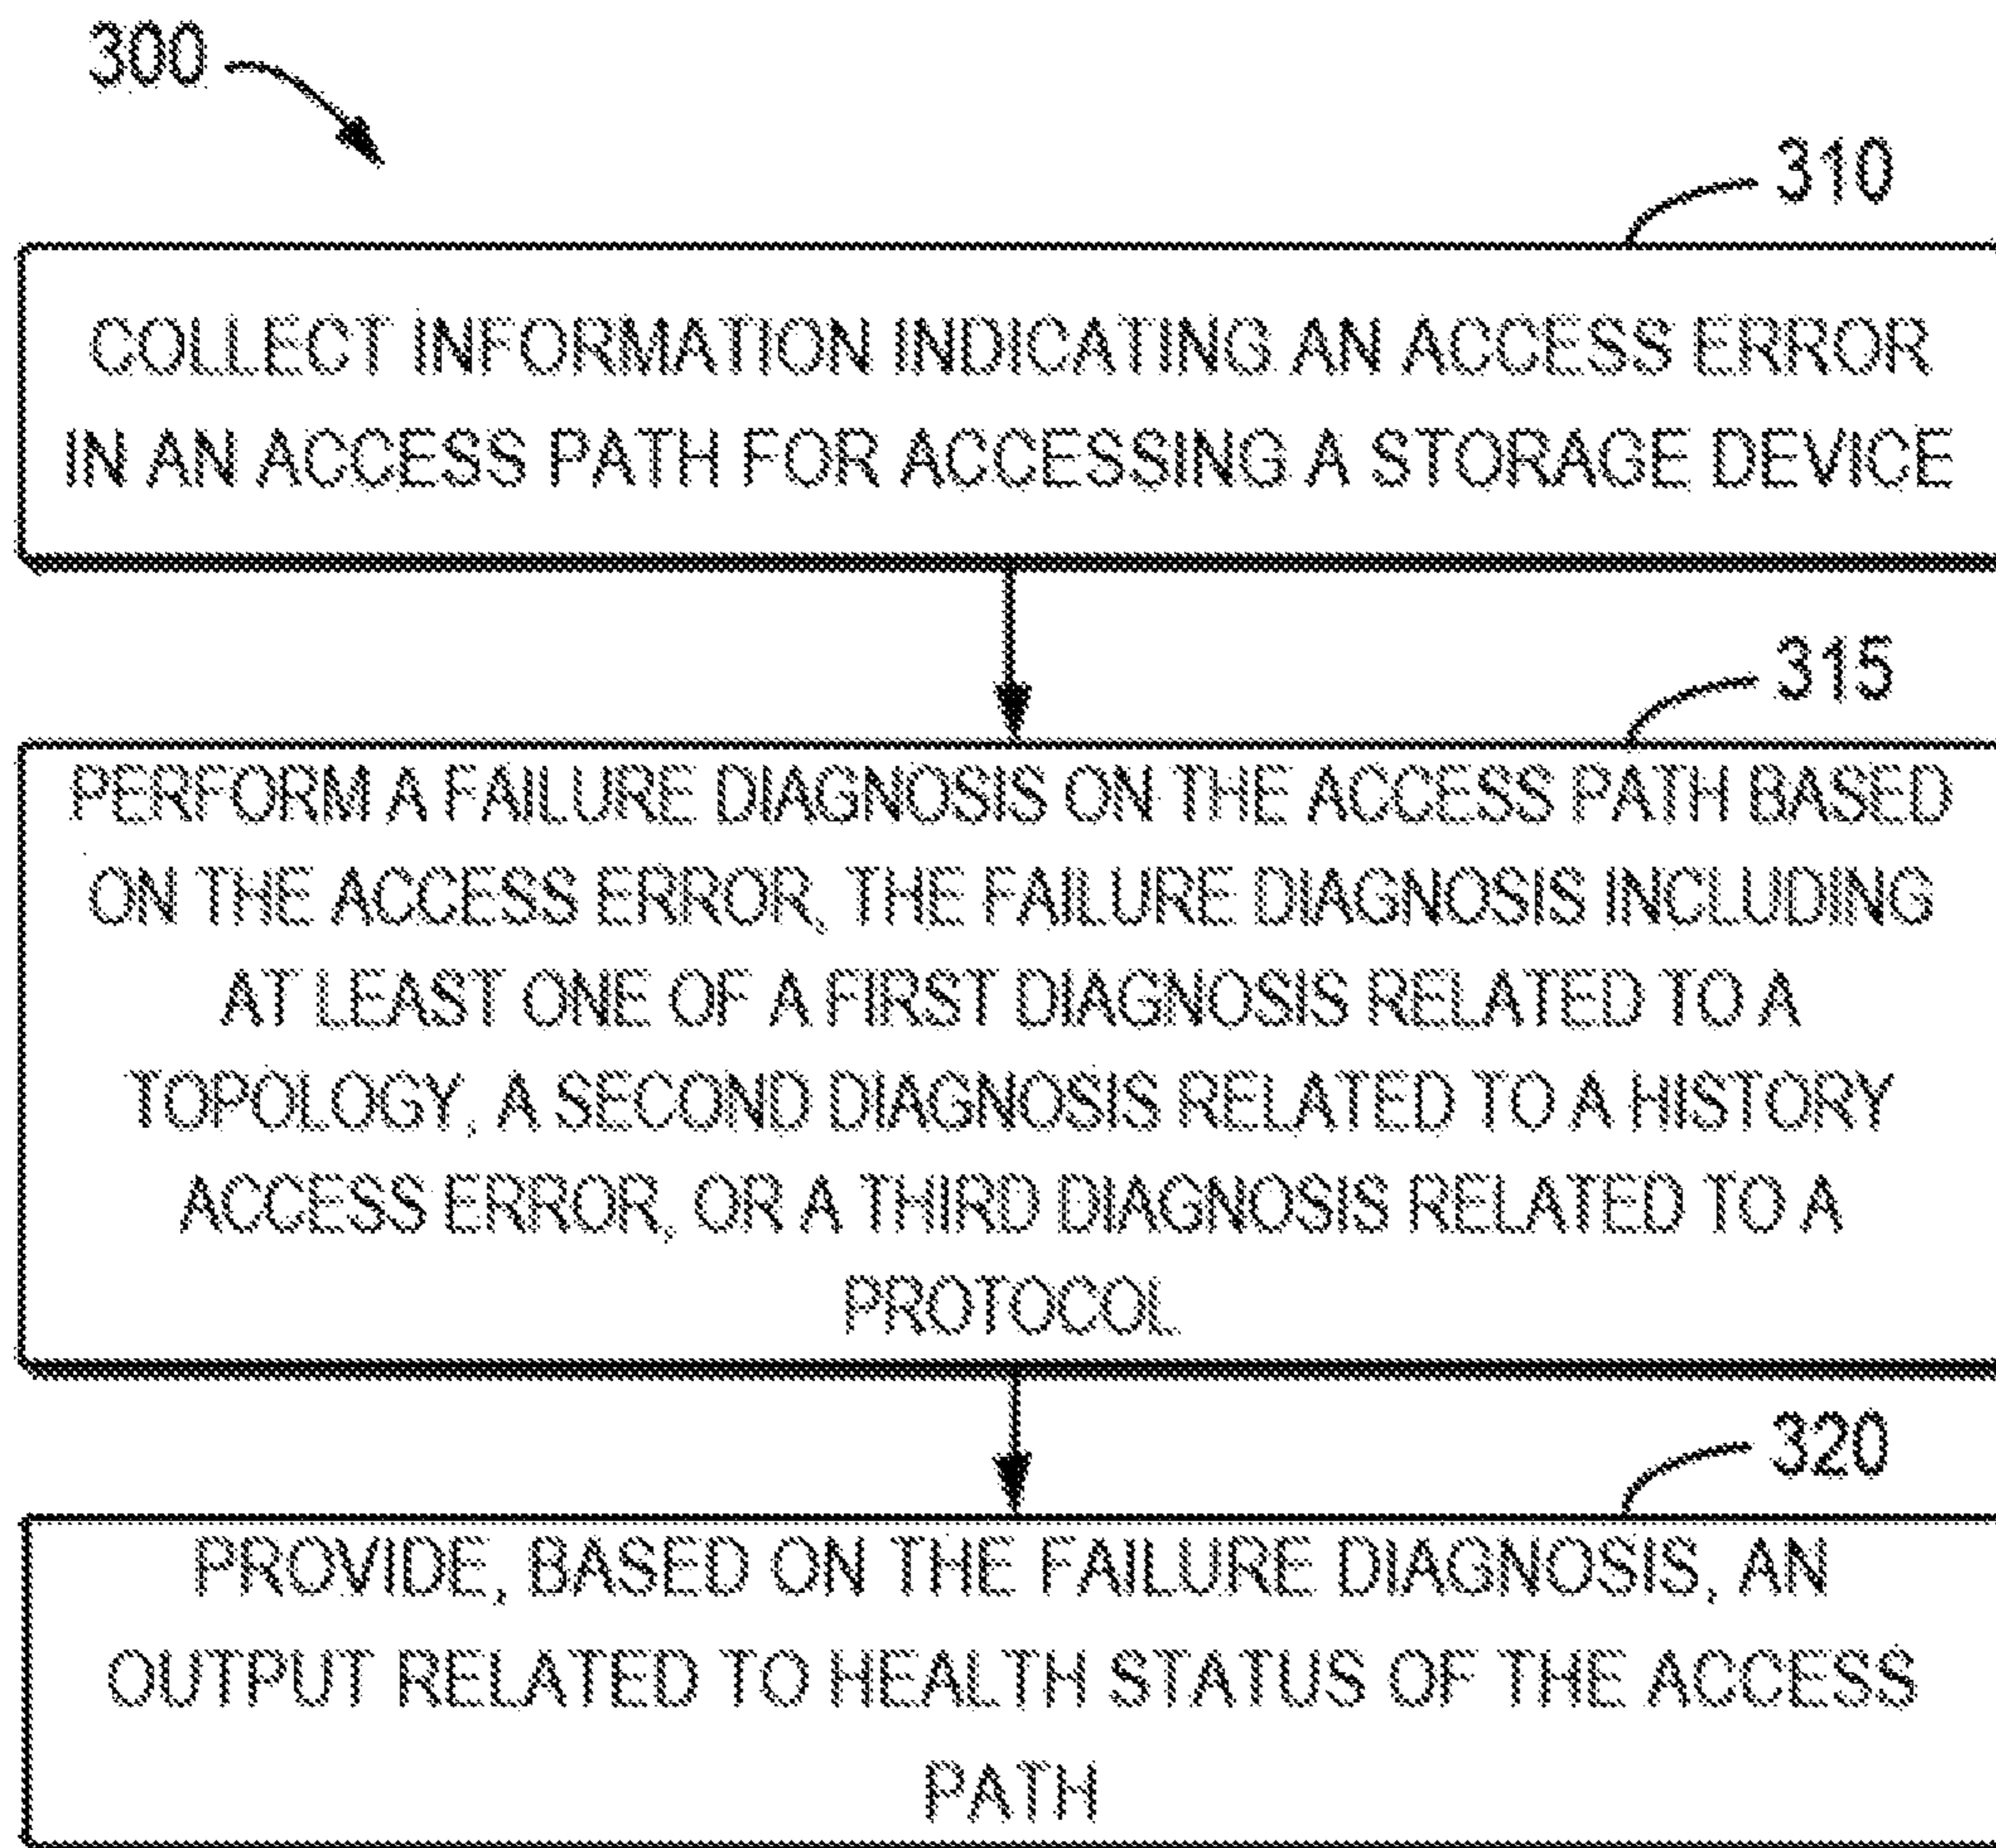 300
310
COLLECT INFORMATION INDICATING AN ACCESS ERROR
IN AN ACCESS PATH FOR ACCESSING A STORAGE DEVICE
315
PERFORM A FAILURE DIAGNOSIS ON THE ACCESS PATH BASED
ON THE ACCESS ERROR, THE FAILURE DIAGNOSIS INCLUDING
AT LEAST ONE OF A FIRST DIAGNOSIS RELATED TO A
TOPOLOGY, A SECOND DIAGNOSIS RELATED TO A HISTORY
ACCESS ERROR, OR A THIRD DIAGNOSIS RELATED TO A
PROTOCOL
320
PROVIDE, BASED ON THE FAILURE DIAGNOSIS, AN
OUTPUT RELATED TO HEALTH STATUS OF THE ACCESS
PATH